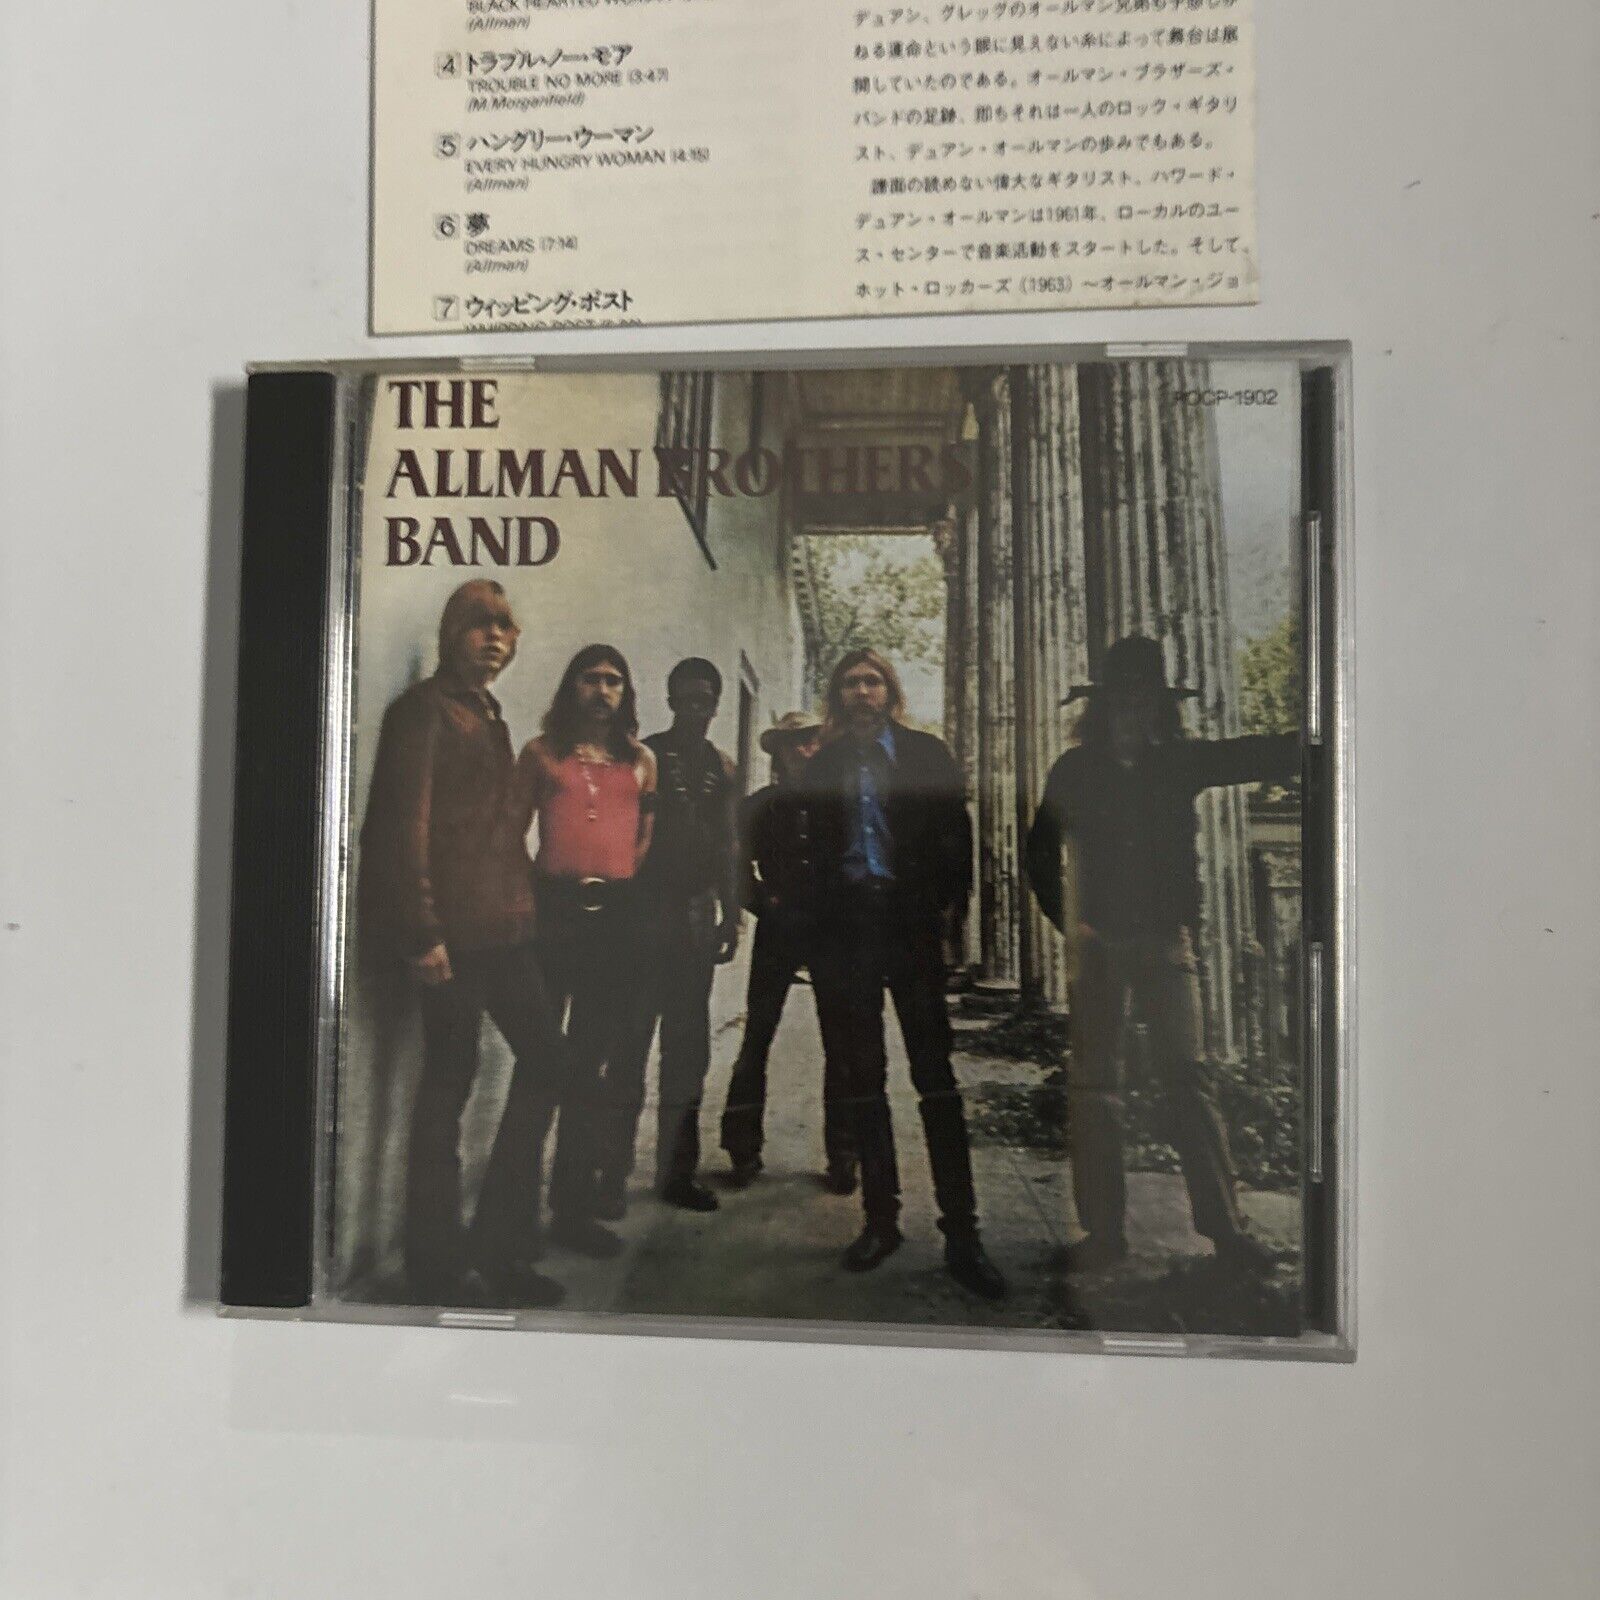 BLACK HEARTED
(Allman)
4 トラブル・ノー・モア
TROUBLE NO MORE (3:47)
(M.Morganfield)
5 ハングリー・ウーマン
EVERY HUNGRY WOMAN (4:15)
(Allman)
6 夢
DREAMS (7:14)
(Allman)
7 ウィッピング・ポスト
WHIPPING POST
デュアン、グレッグのオールマン兄弟も
ねる運命という眼に見えない糸によって舞台は展
開していたのである。オールマン・ブラザーズ・
バンドの足跡、即ちそれは一人のロック・ギタリ
スト、デュアン・オールマンの歩みでもある。
譜面の読めない偉大なギタリスト、ハワード・
デュアン・オールマンは1961年、ローカルのユー
ス・センターで音楽活動をスタートした。そして、
ホット・ロッカーズ (1963) 〜オールマン・ジョ
THE
ALLMAN BROTHERS
BAND
POCP-1902